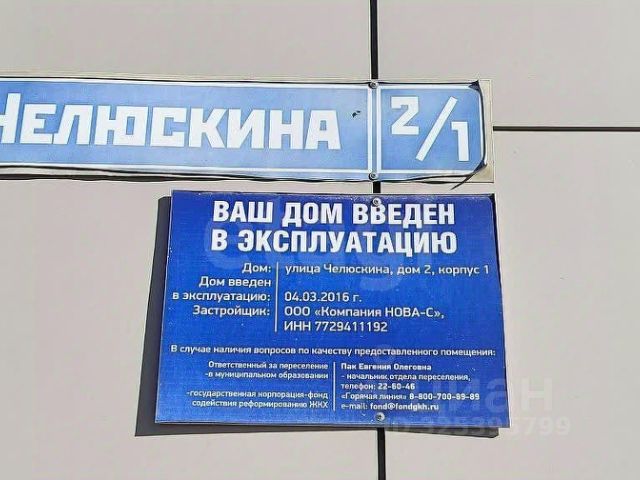 ЧЕЛЮСКИНА 2/1
ВАШ ДОМ ВВЕДЕН
В ЭКСПЛУАТАЦИЮ
Дом: улица Челюскина, дом 2, корпус 1
Дом введен
в эксплуатацию: 04.03.2016 г.
Застройщик: ООО «Компания НОВА-С»,
ИНН 7729411192
В случае наличия вопросов по качеству предоставленного помещения:
Ответственный за переселение
-в муниципальном образовании
Пак Евгения Олеговна
- начальник отдела переселения,
телефон: 22-60-46
-государственная корпорация-фонд
содействия реформированию ЖКХ
«Горячая линия» 8-800-700-89-89
e-mail: fond@fondgkh.ru